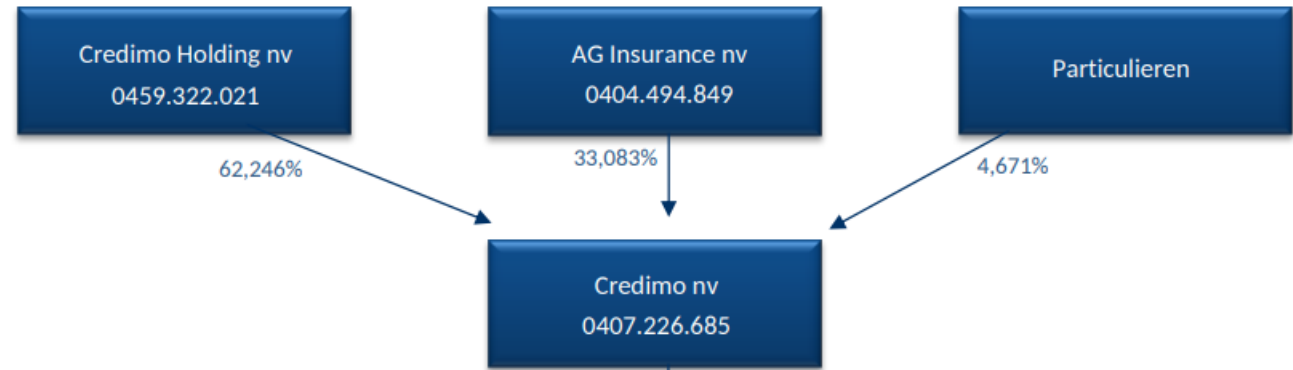 Credimo Holding nv
0459.322.021
AG Insurance nv
0404.494.849
Particulieren
62,246%
33,083%
4,671%
Credimo nv
0407.226.685